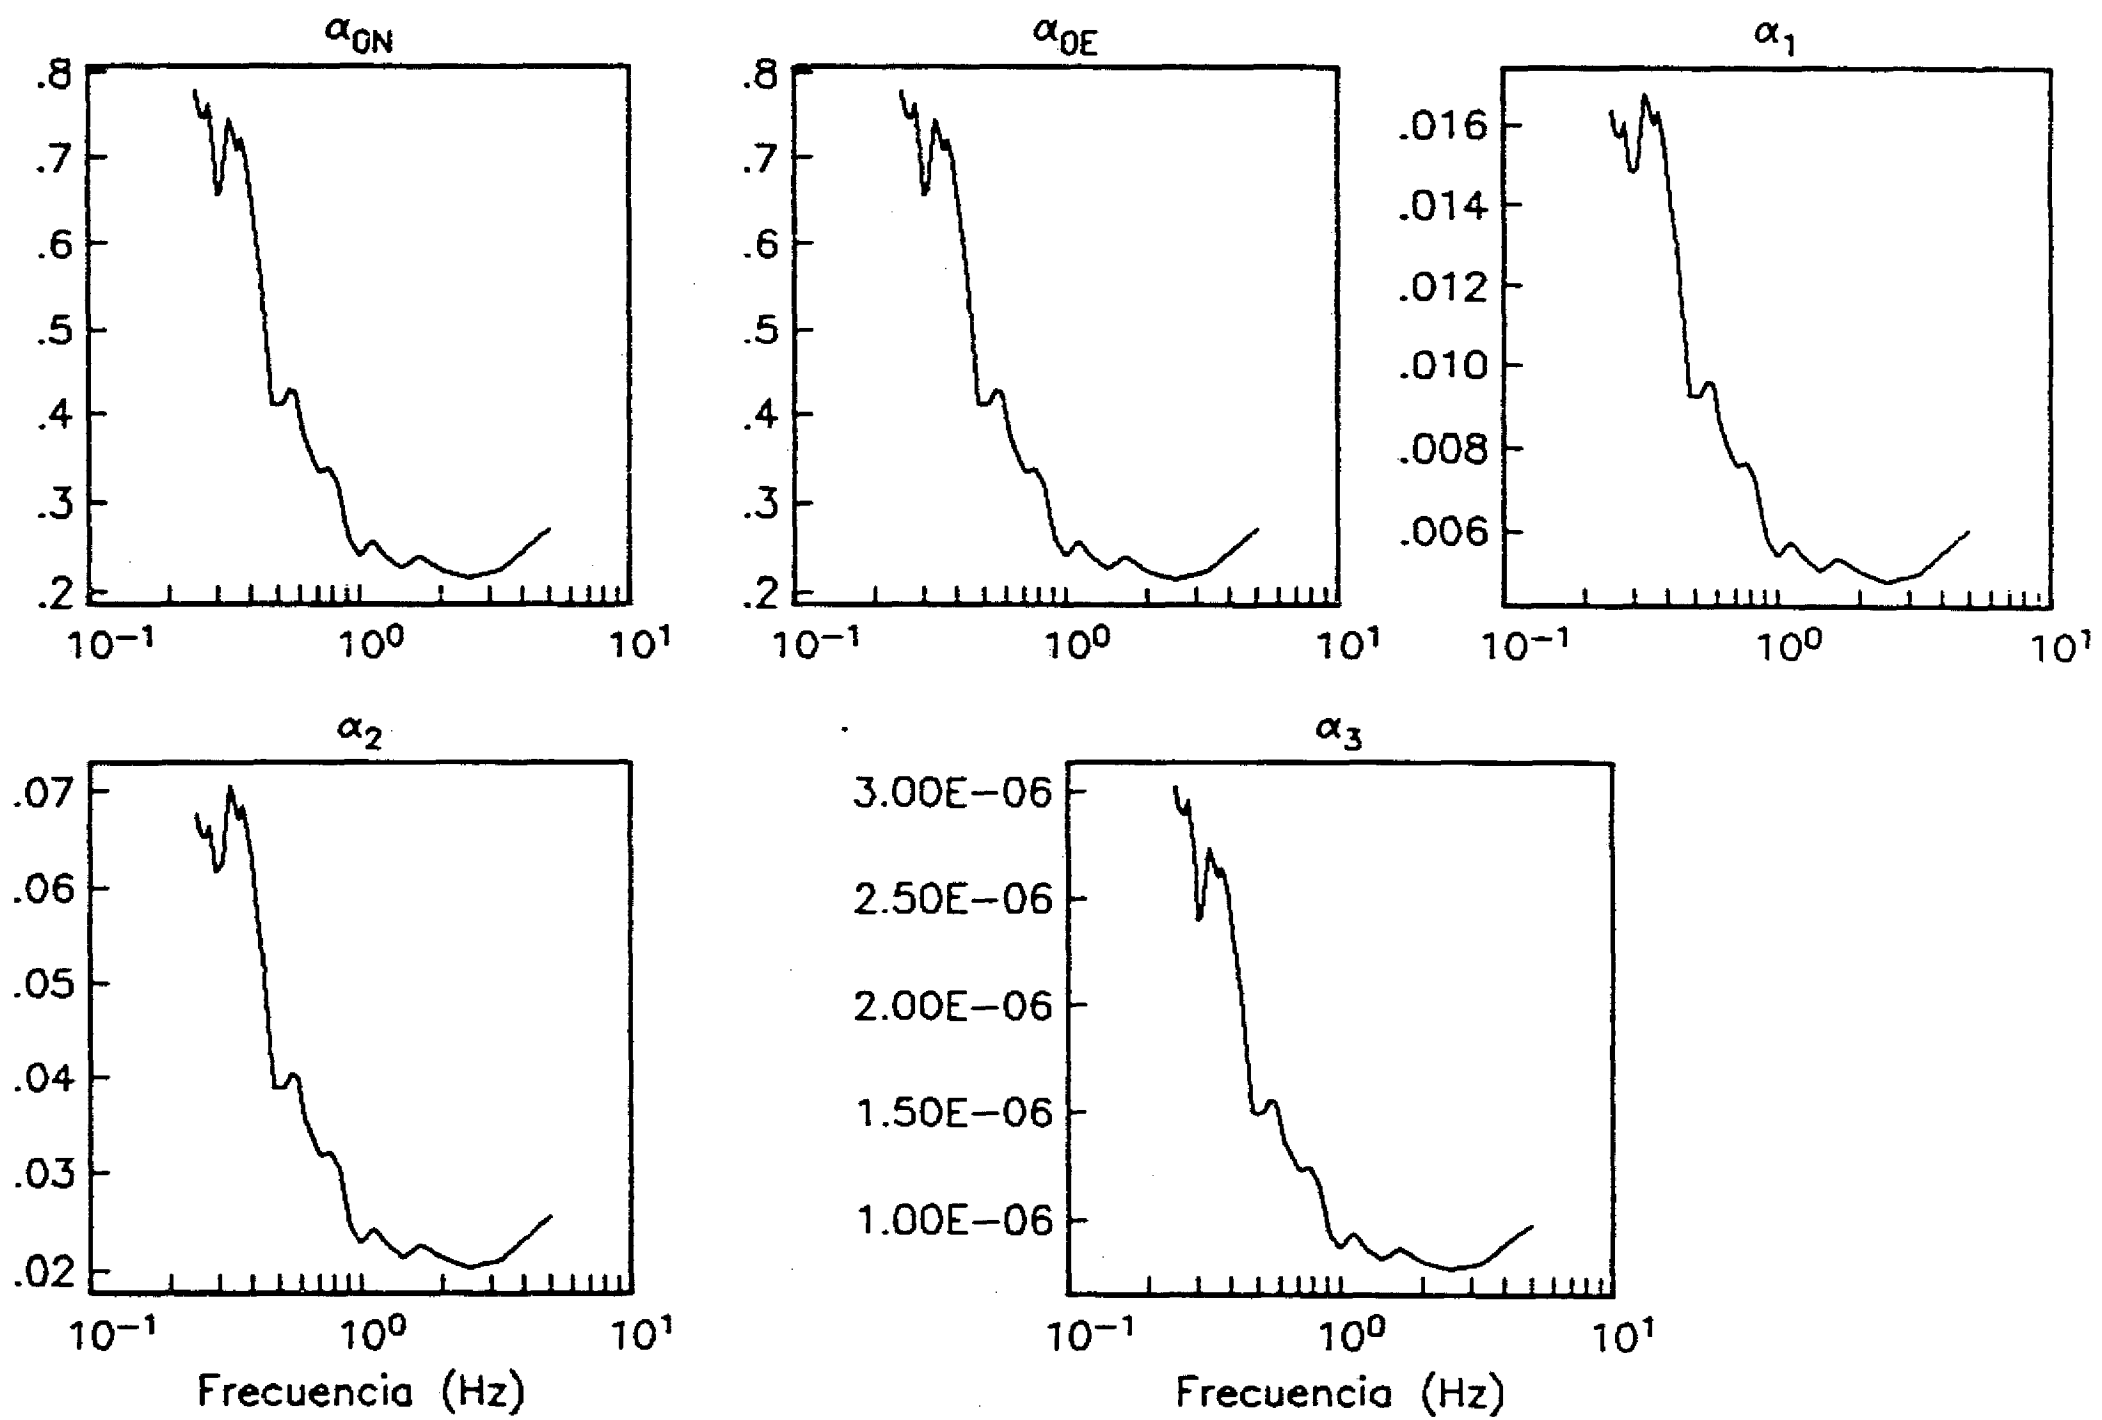 α₀N
.8
.7
.6
.5
.4
.3
.2
10⁻¹ 10⁰ 10¹
α₀E
.8
.7
.6
.5
.4
.3
.2
10⁻¹ 10⁰ 10¹
α₁
.016
.014
.012
.010
.008
.006
10⁻¹ 10⁰ 10¹
α₂
.07
.06
.05
.04
.03
.02
10⁻¹ 10⁰ 10¹
Frecuencia (Hz)
α₃
3.00E−06
2.50E−06
2.00E−06
1.50E−06
1.00E−06
10⁻¹ 10⁰ 10¹
Frecuencia (Hz)